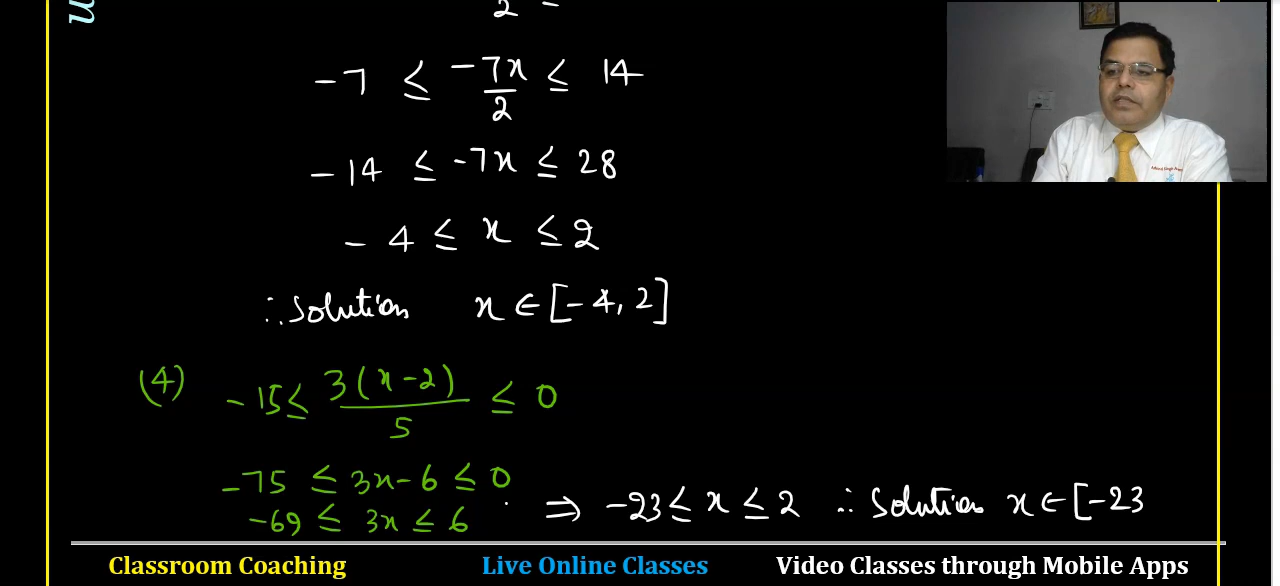 2
-7 ≤ -7x/2 ≤ 14
-14 ≤ -7x ≤ 28
-4 ≤ x ≤ 2
∴ Solution x ∈ [-4, 2]
(4) -15 ≤ 3(x-2)/5 ≤ 0
-75 ≤ 3x-6 ≤ 0
-69 ≤ 3x ≤ 6 ⇒ -23 ≤ x ≤ 2 ∴ Solution x ∈ [-23
Classroom Coaching Live Online Classes Video Classes through Mobile Apps